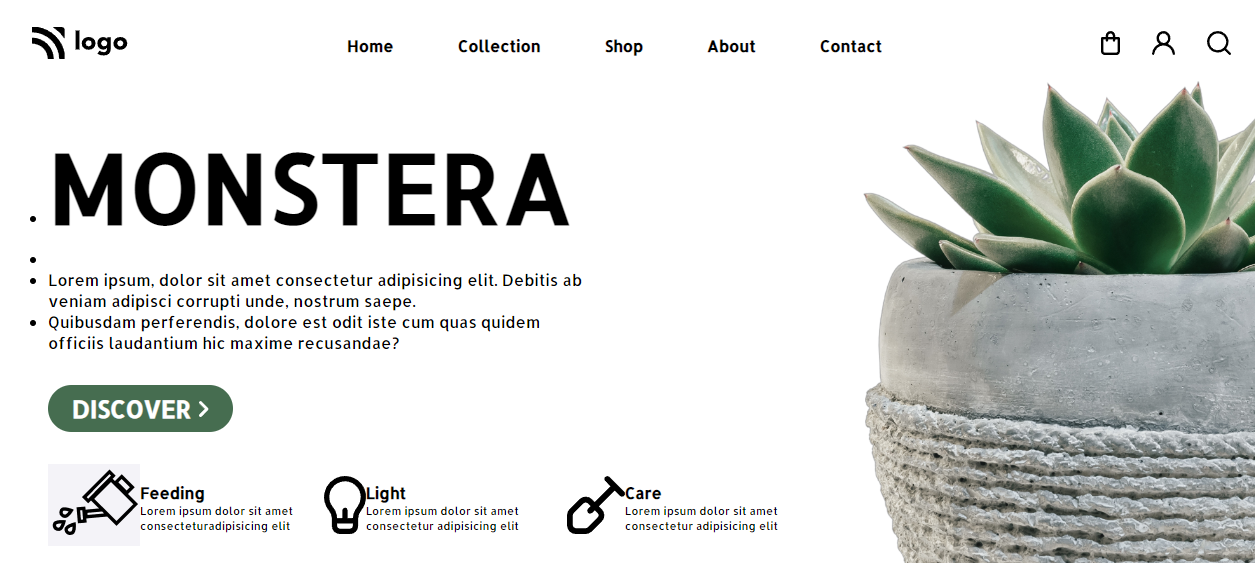 logo
Home Collection Shop About Contact
MONSTERA
Lorem ipsum, dolor sit amet consectetur adipisicing elit. Debitis ab
veniam adipisci corrupti unde, nostrum saepe.
Quibusdam perferendis, dolore est odit iste cum quas quidem
officiis laudantium hic maxime recusandae?
DISCOVER
Feeding
Lorem ipsum dolor sit amet
consecteturadipisicing elit
Light
Lorem ipsum dolor sit amet
consectetur adipisicing elit
Care
Lorem ipsum dolor sit amet
consectetur adipisicing elit